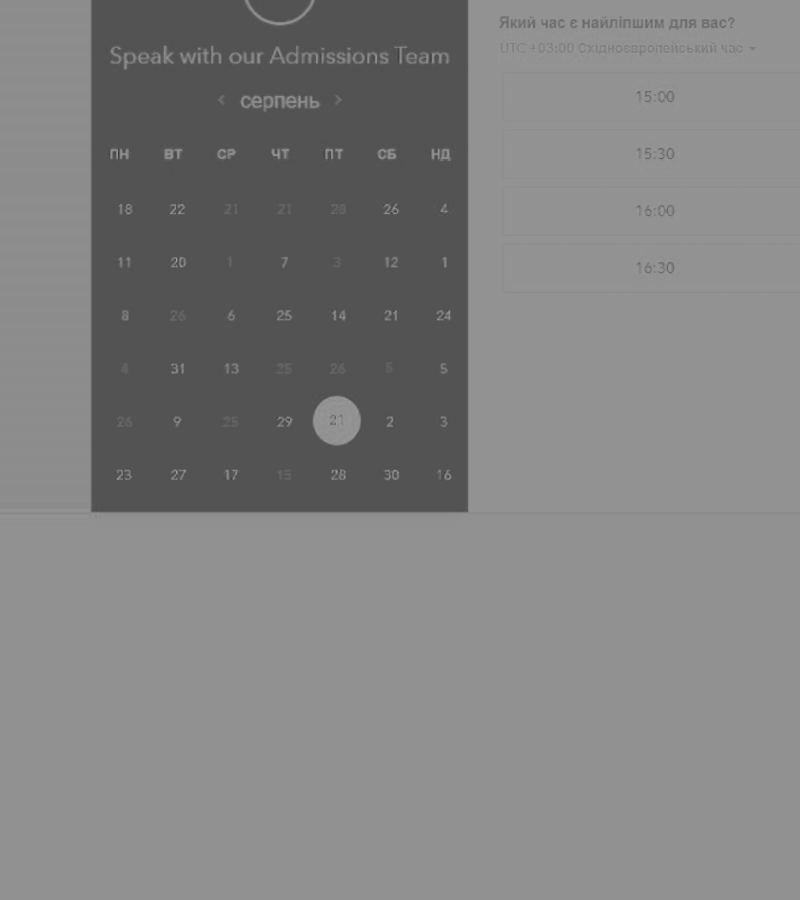 Speak with our Admissions Team
< серпень >
ПН ВТ СР ЧТ ПТ СБ НД
18 22 21 21 28 26 4
11 20 1 7 3 12 1
8 26 6 25 14 21 24
4 31 13 25 26 5 5
26 9 25 29 21 2 3
23 27 17 15 28 30 16
Який час є найліпшим для вас?
UTC +03:00 Східноєвропейський час
15:00
15:30
16:00
16:30